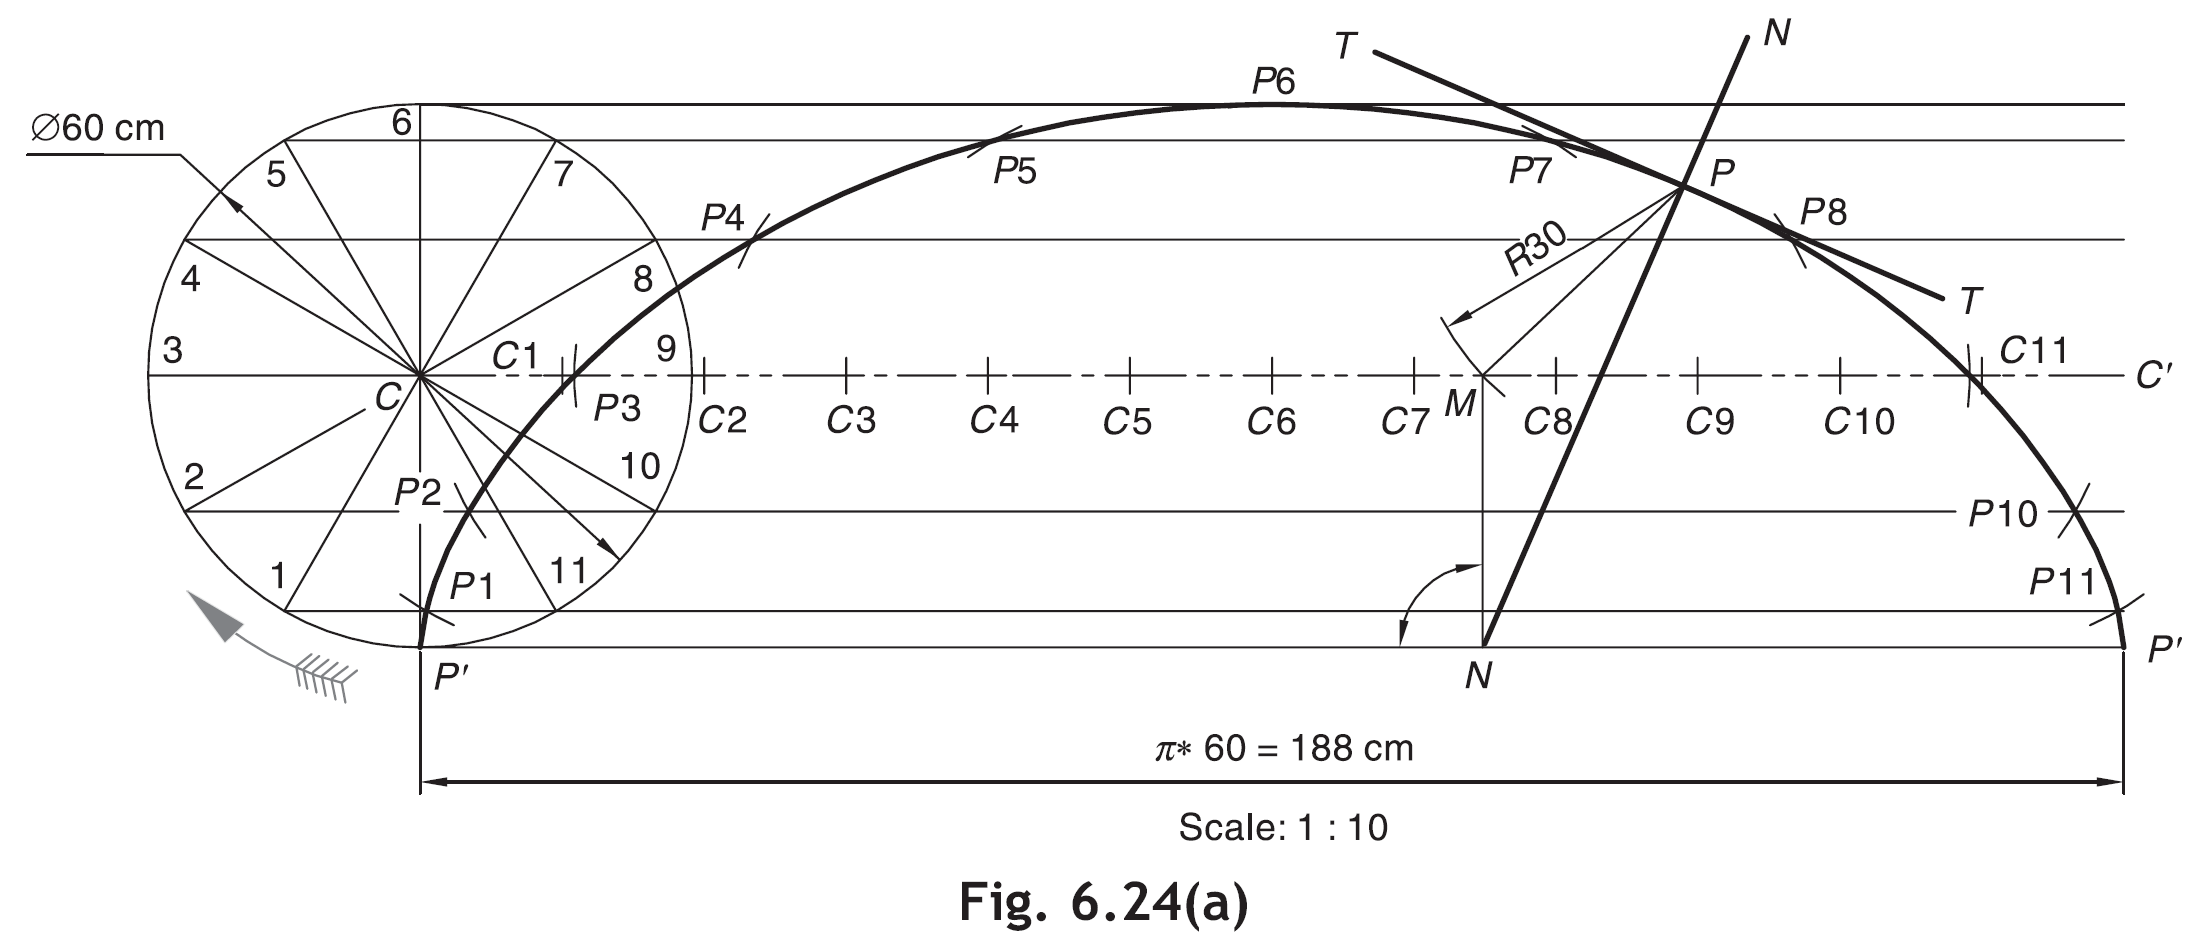 T
N
P6
6
⌀60 cm
5
7
P5
P7
P
P4
P8
R30
4
8
T
3
C1
9
C11
C
P3
M
C'
C2
C3
C4
C5
C6
C7
C8
C9
C10
2
P2
10
P10
1
P1
11
P11
P'
N
P'
π* 60 = 188 cm
Scale: 1 : 10
Fig. 6.24(a)